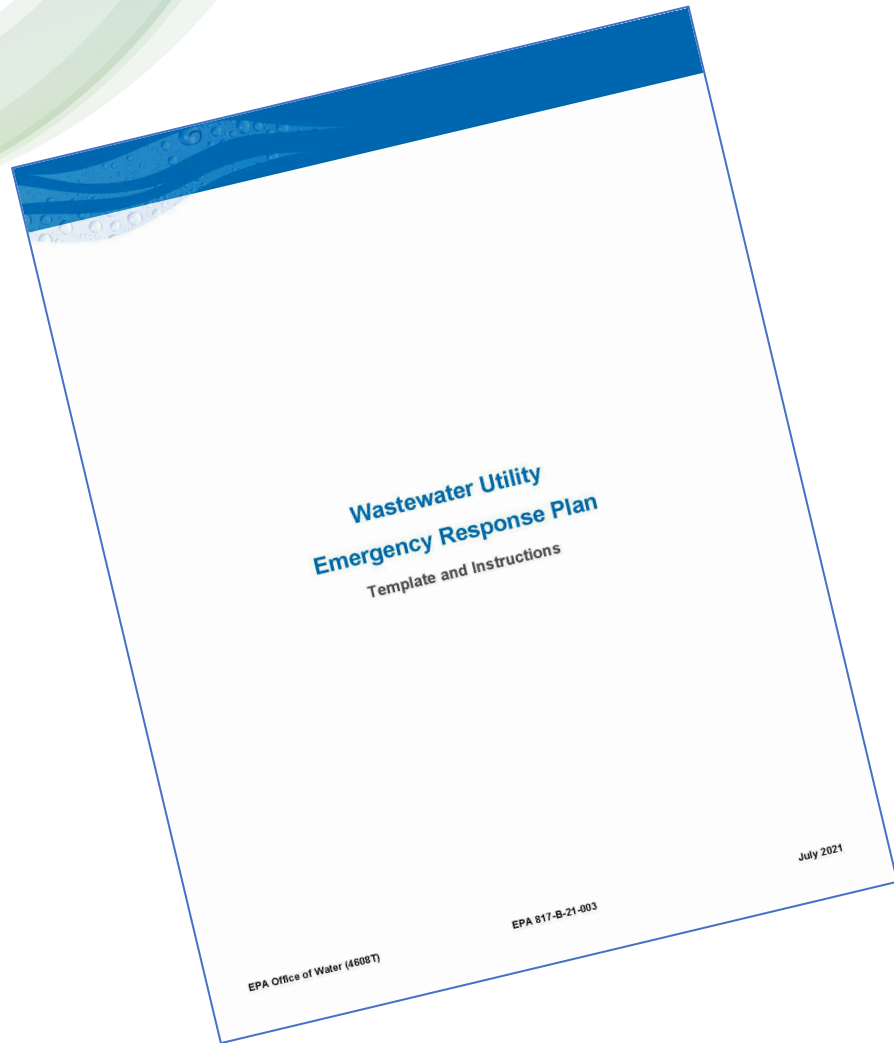 Wastewater Utility
Emergency Response Plan
Template and Instructions
July 2021
EPA 817-B-21-003
EPA Office of Water (4608T)